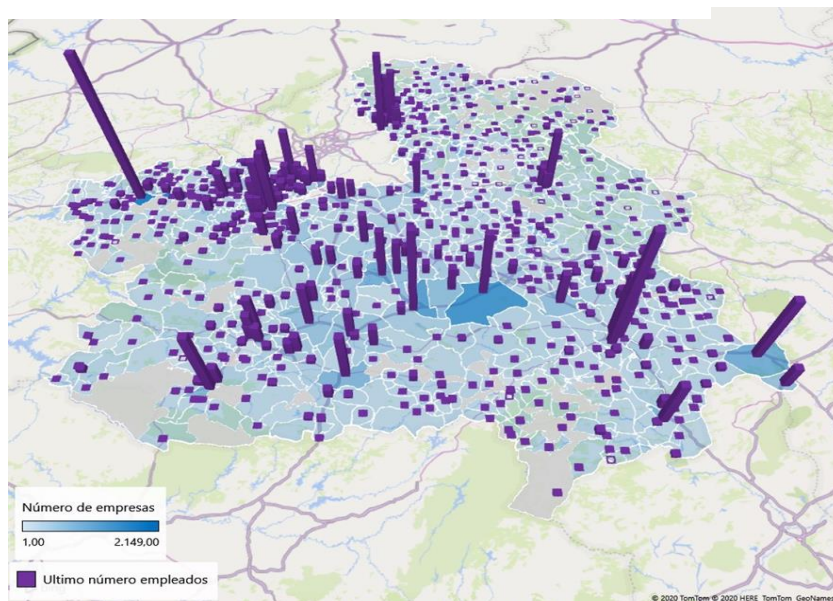 Número de empresas
1,00 2.149,00
Ultimo número empleados
© 2020 TomTom © 2020 HERE, TomTom, GeoNames